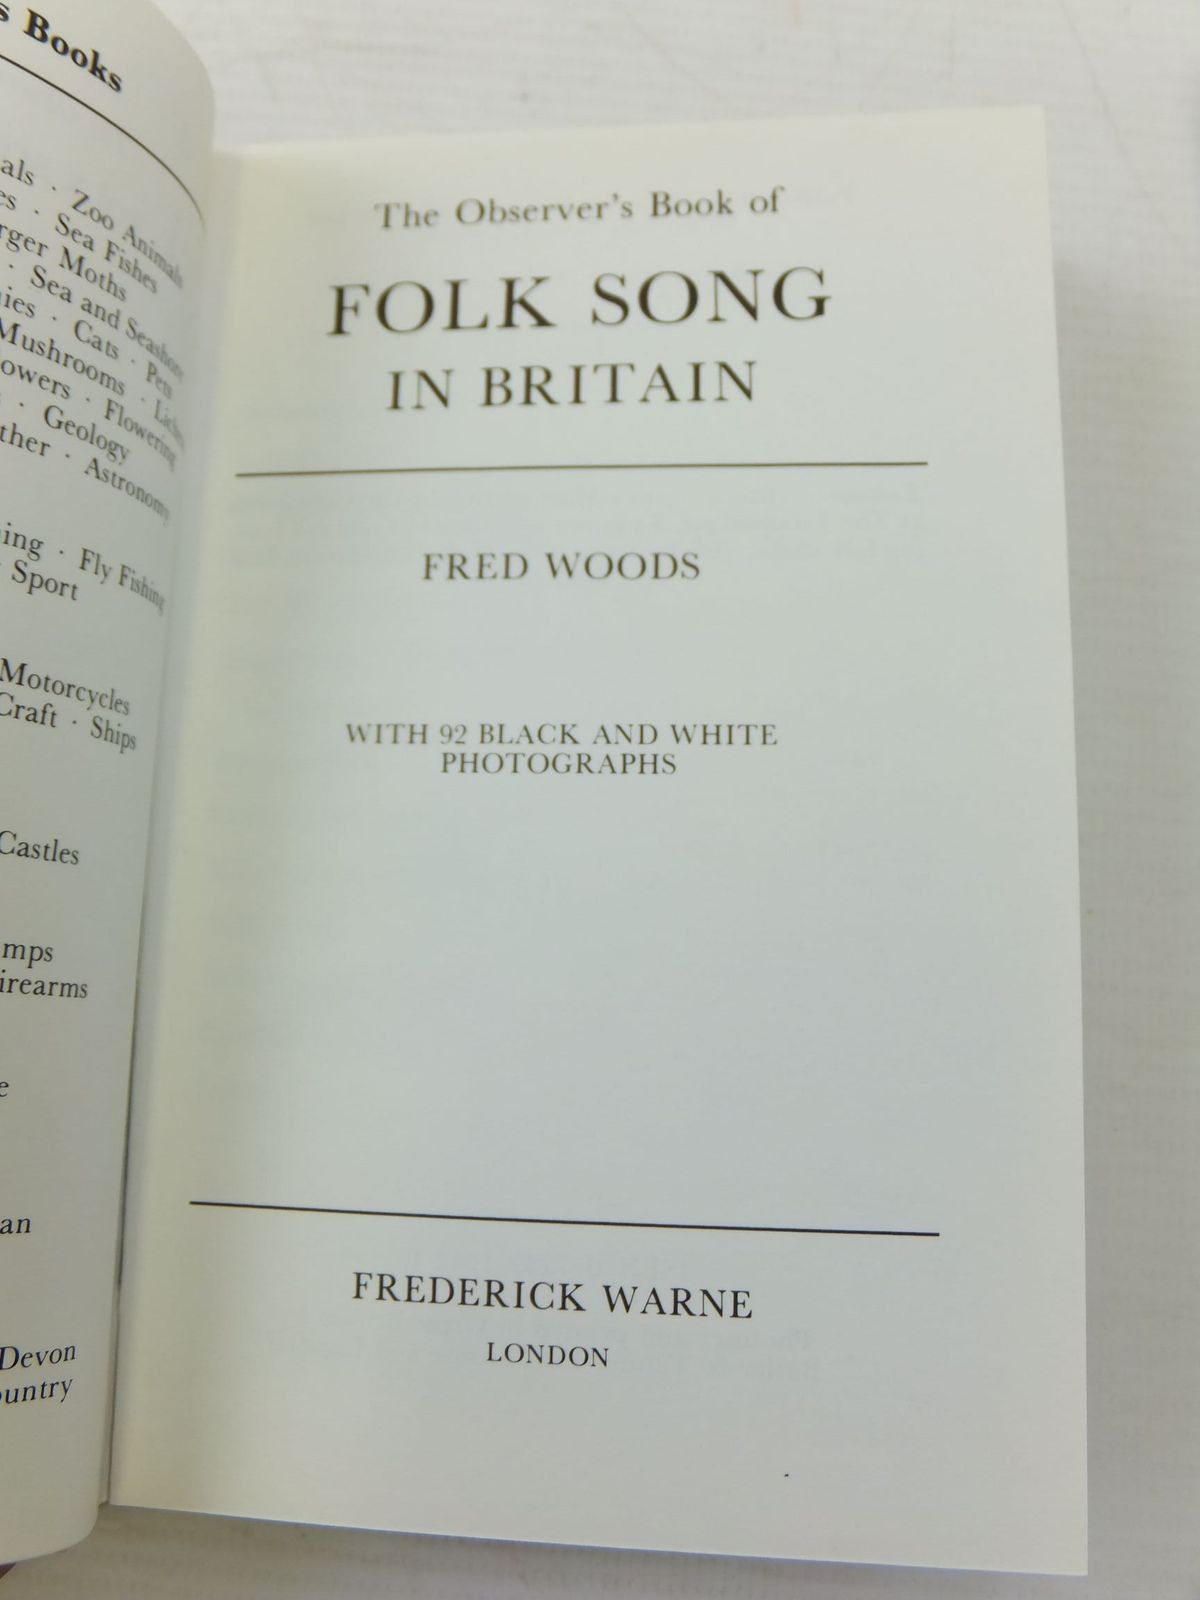 s Books
als · Zoo Animals
es · Sea Fishes
rger Moths
· Sea and Seashore
nies · Cats · Pets
Mushrooms ·
lowers · Flowering
· Geology
ther · Astronomy
ing · Fly Fishing
Sport
Motorcycles
Craft · Ships
Castles
mps
irearms
e
an
Devon
ountry
The Observer's Book of
FOLK SONG
IN BRITAIN
FRED WOODS
WITH 92 BLACK AND WHITE
PHOTOGRAPHS
FREDERICK WARNE
LONDON